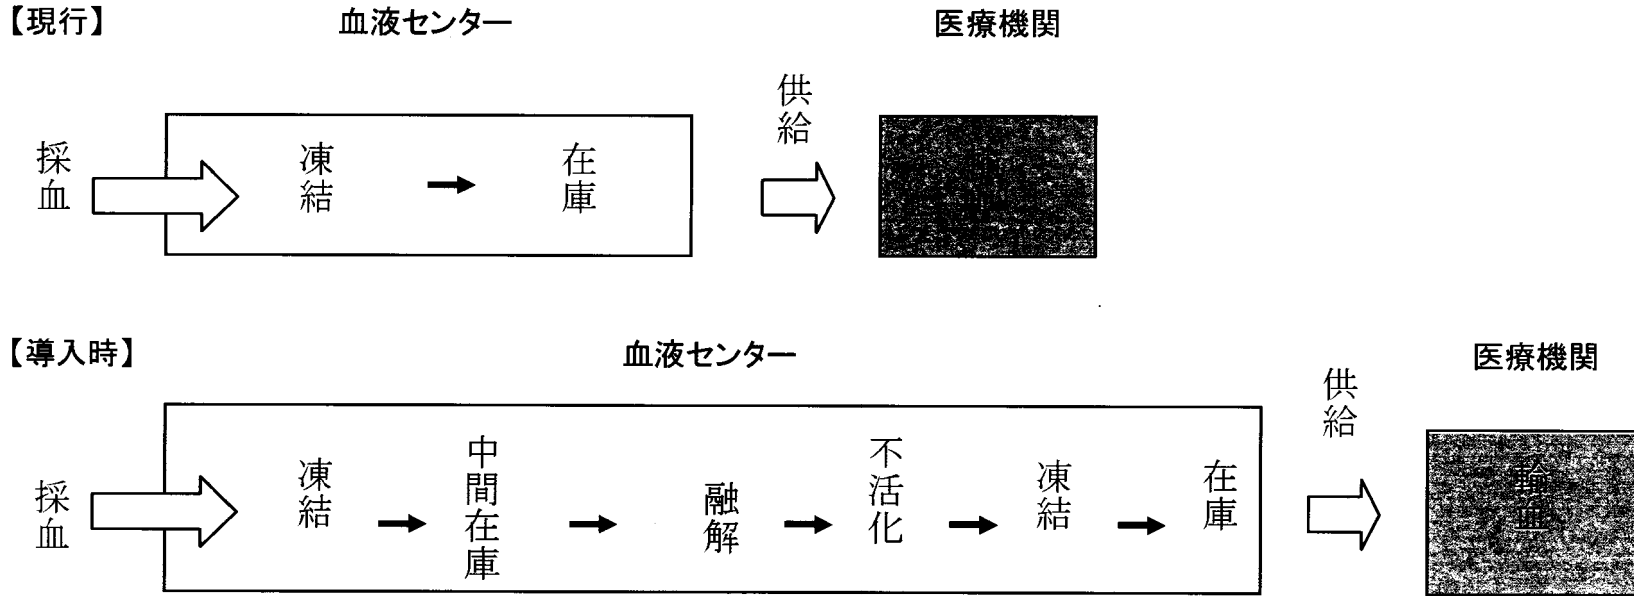 【現行】
血液センター
医療機関
採血
凍結
在庫
供給
【導入時】
血液センター
医療機関
採血
凍結
中間在庫
融解
不活化
凍結
在庫
供給
輸血